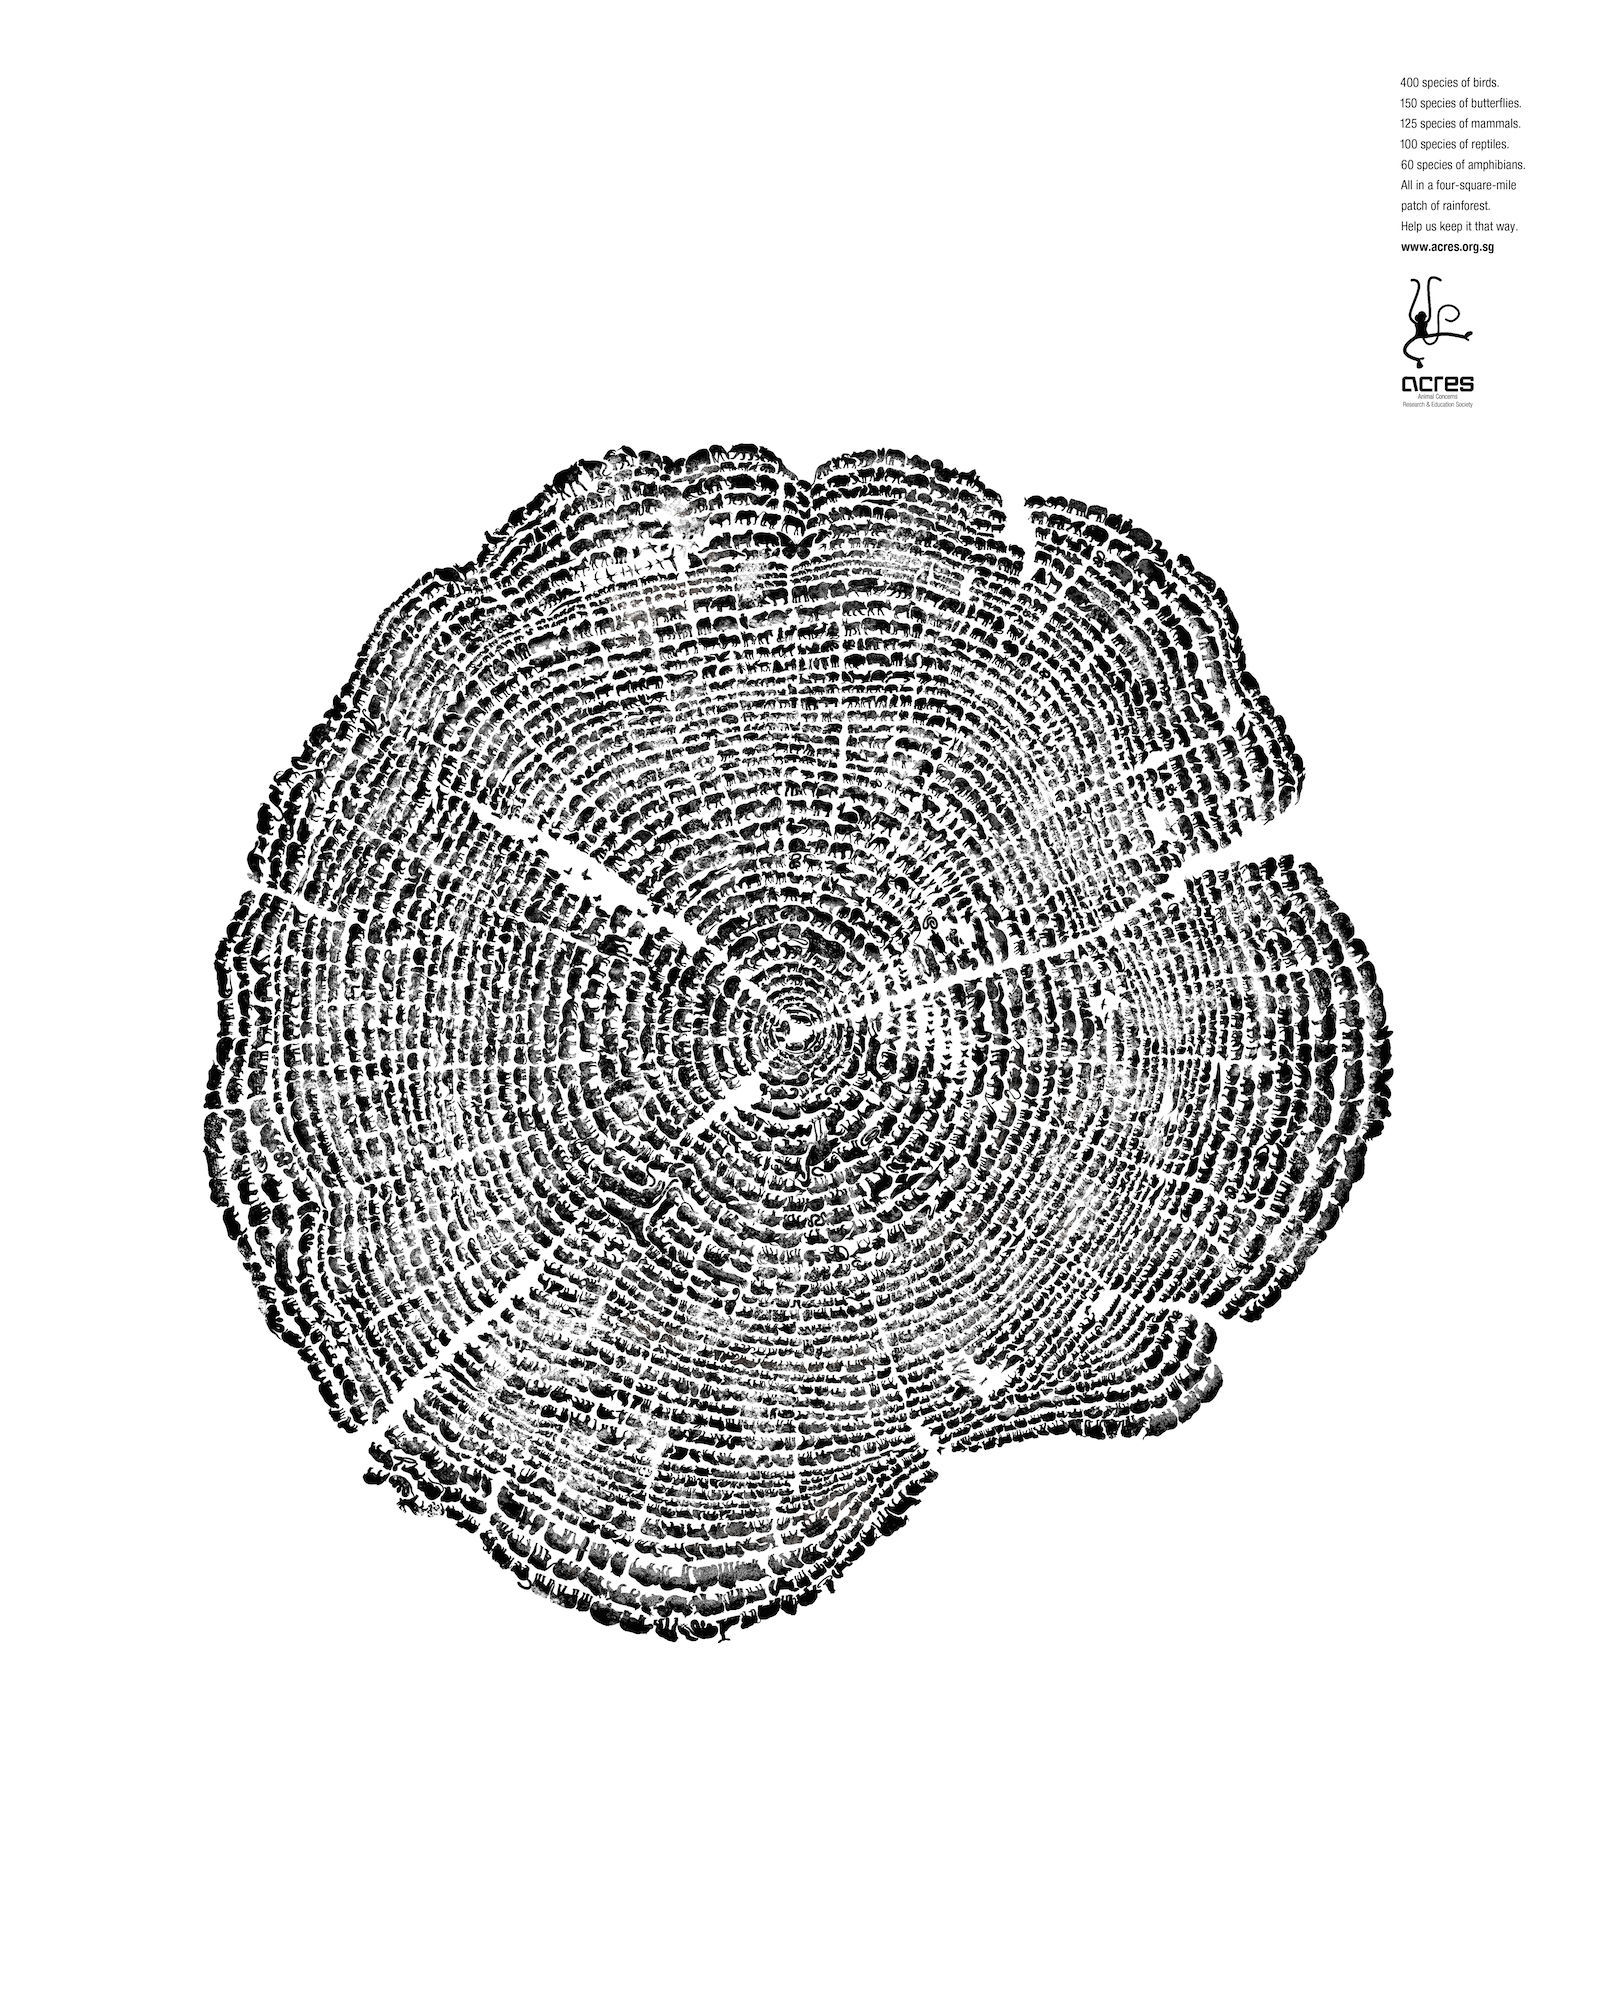 400 species of birds.
150 species of butterflies.
125 species of mammals.
100 species of reptiles.
60 species of amphibians.
All in a four-square-mile
patch of rainforest.
Help us keep it that way.
www.acres.org.sg
acres
Animal Concerns
Research & Education Society